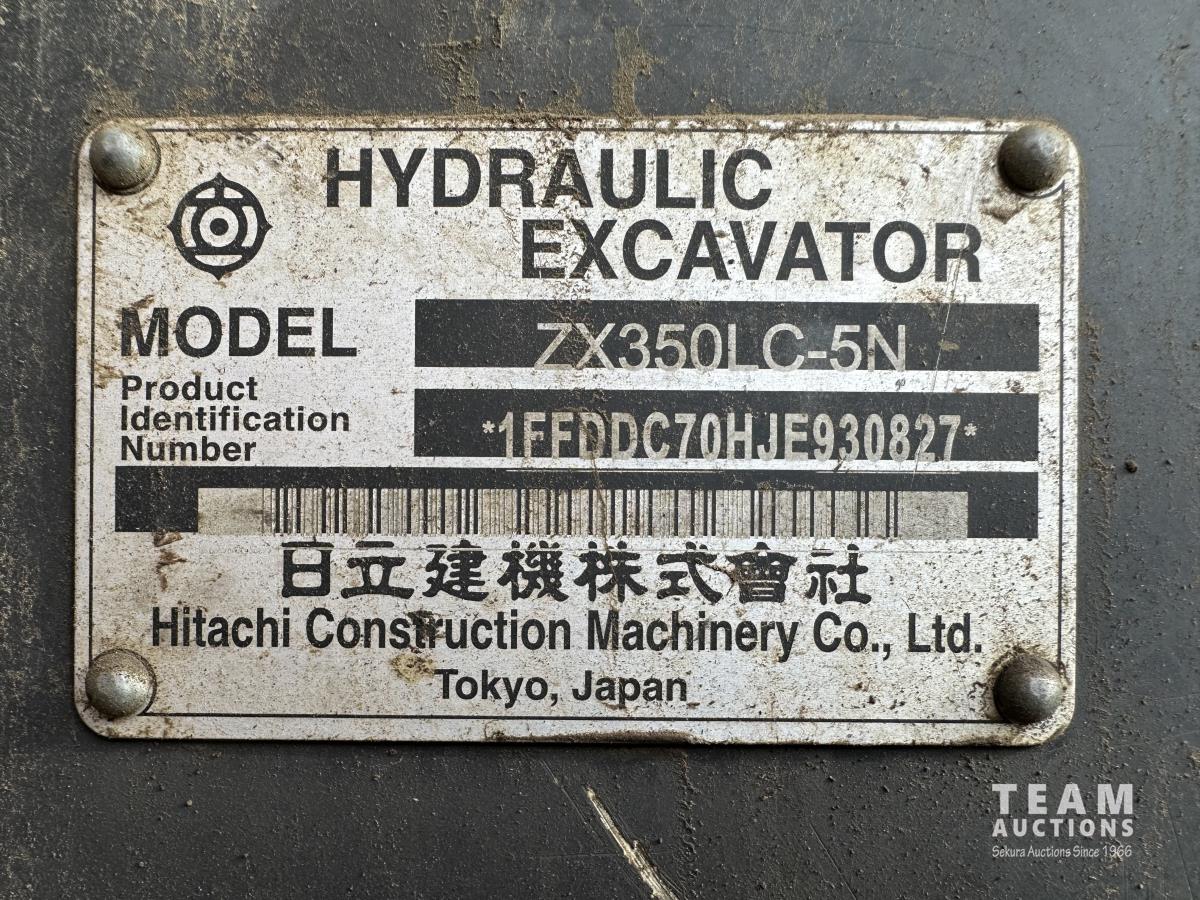 HYDRAULIC
EXCAVATOR
MODEL ZX350LC-5N
Product
Identification
Number
*1FFDDC70HJE930827*
日立建機株式會社
Hitachi Construction Machinery Co., Ltd.
Tokyo, Japan
TEAM
AUCTIONS
Sekura Auctions Since 1966